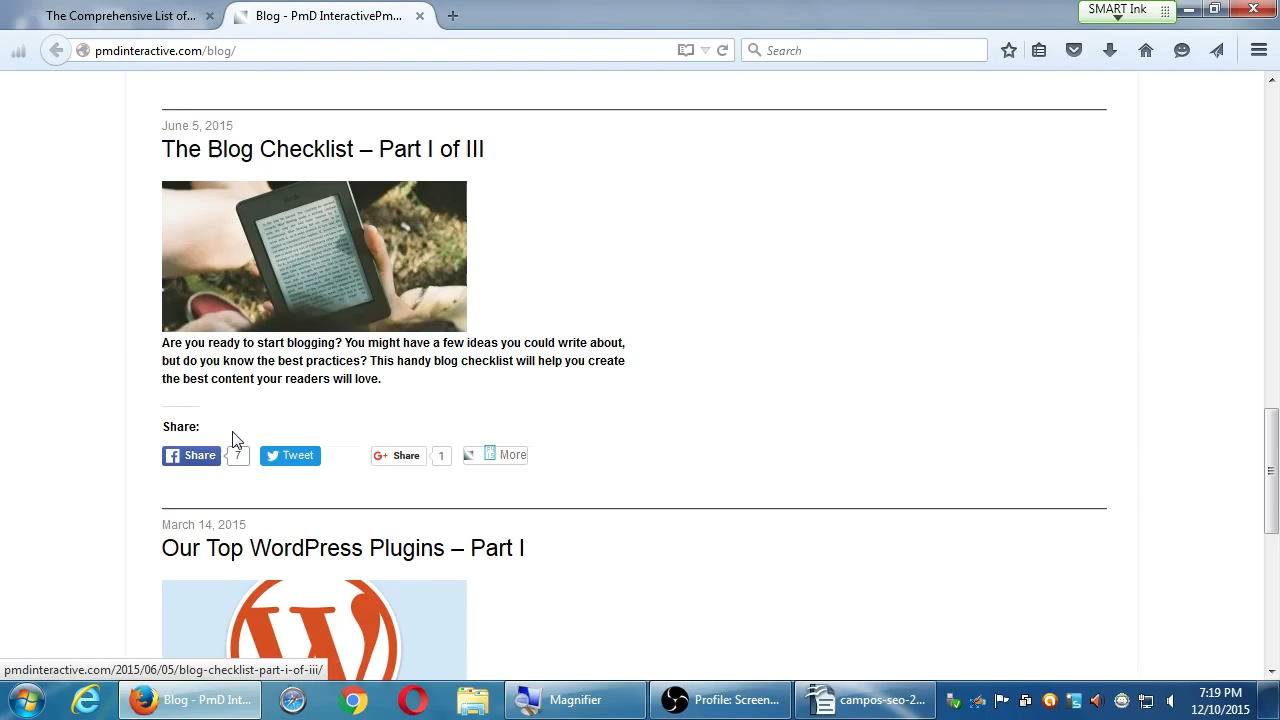 The Comprehensive List of...
Blog - PmD InteractivePm...
SMART Ink
pmdinteractive.com/blog/
Search
June 5, 2015
The Blog Checklist – Part I of III
Are you ready to start blogging? You might have a few ideas you could write about,
but do you know the best practices? This handy blog checklist will help you create
the best content your readers will love.
Share:
Share 7 Tweet Share 1 More
March 14, 2015
Our Top WordPress Plugins – Part I
pmdinteractive.com/2015/06/05/blog-checklist-part-i-of-iii/
Blog - PmD Int... Magnifier Profile: Screen... campos-seo-2...
7:19 PM
12/10/2015